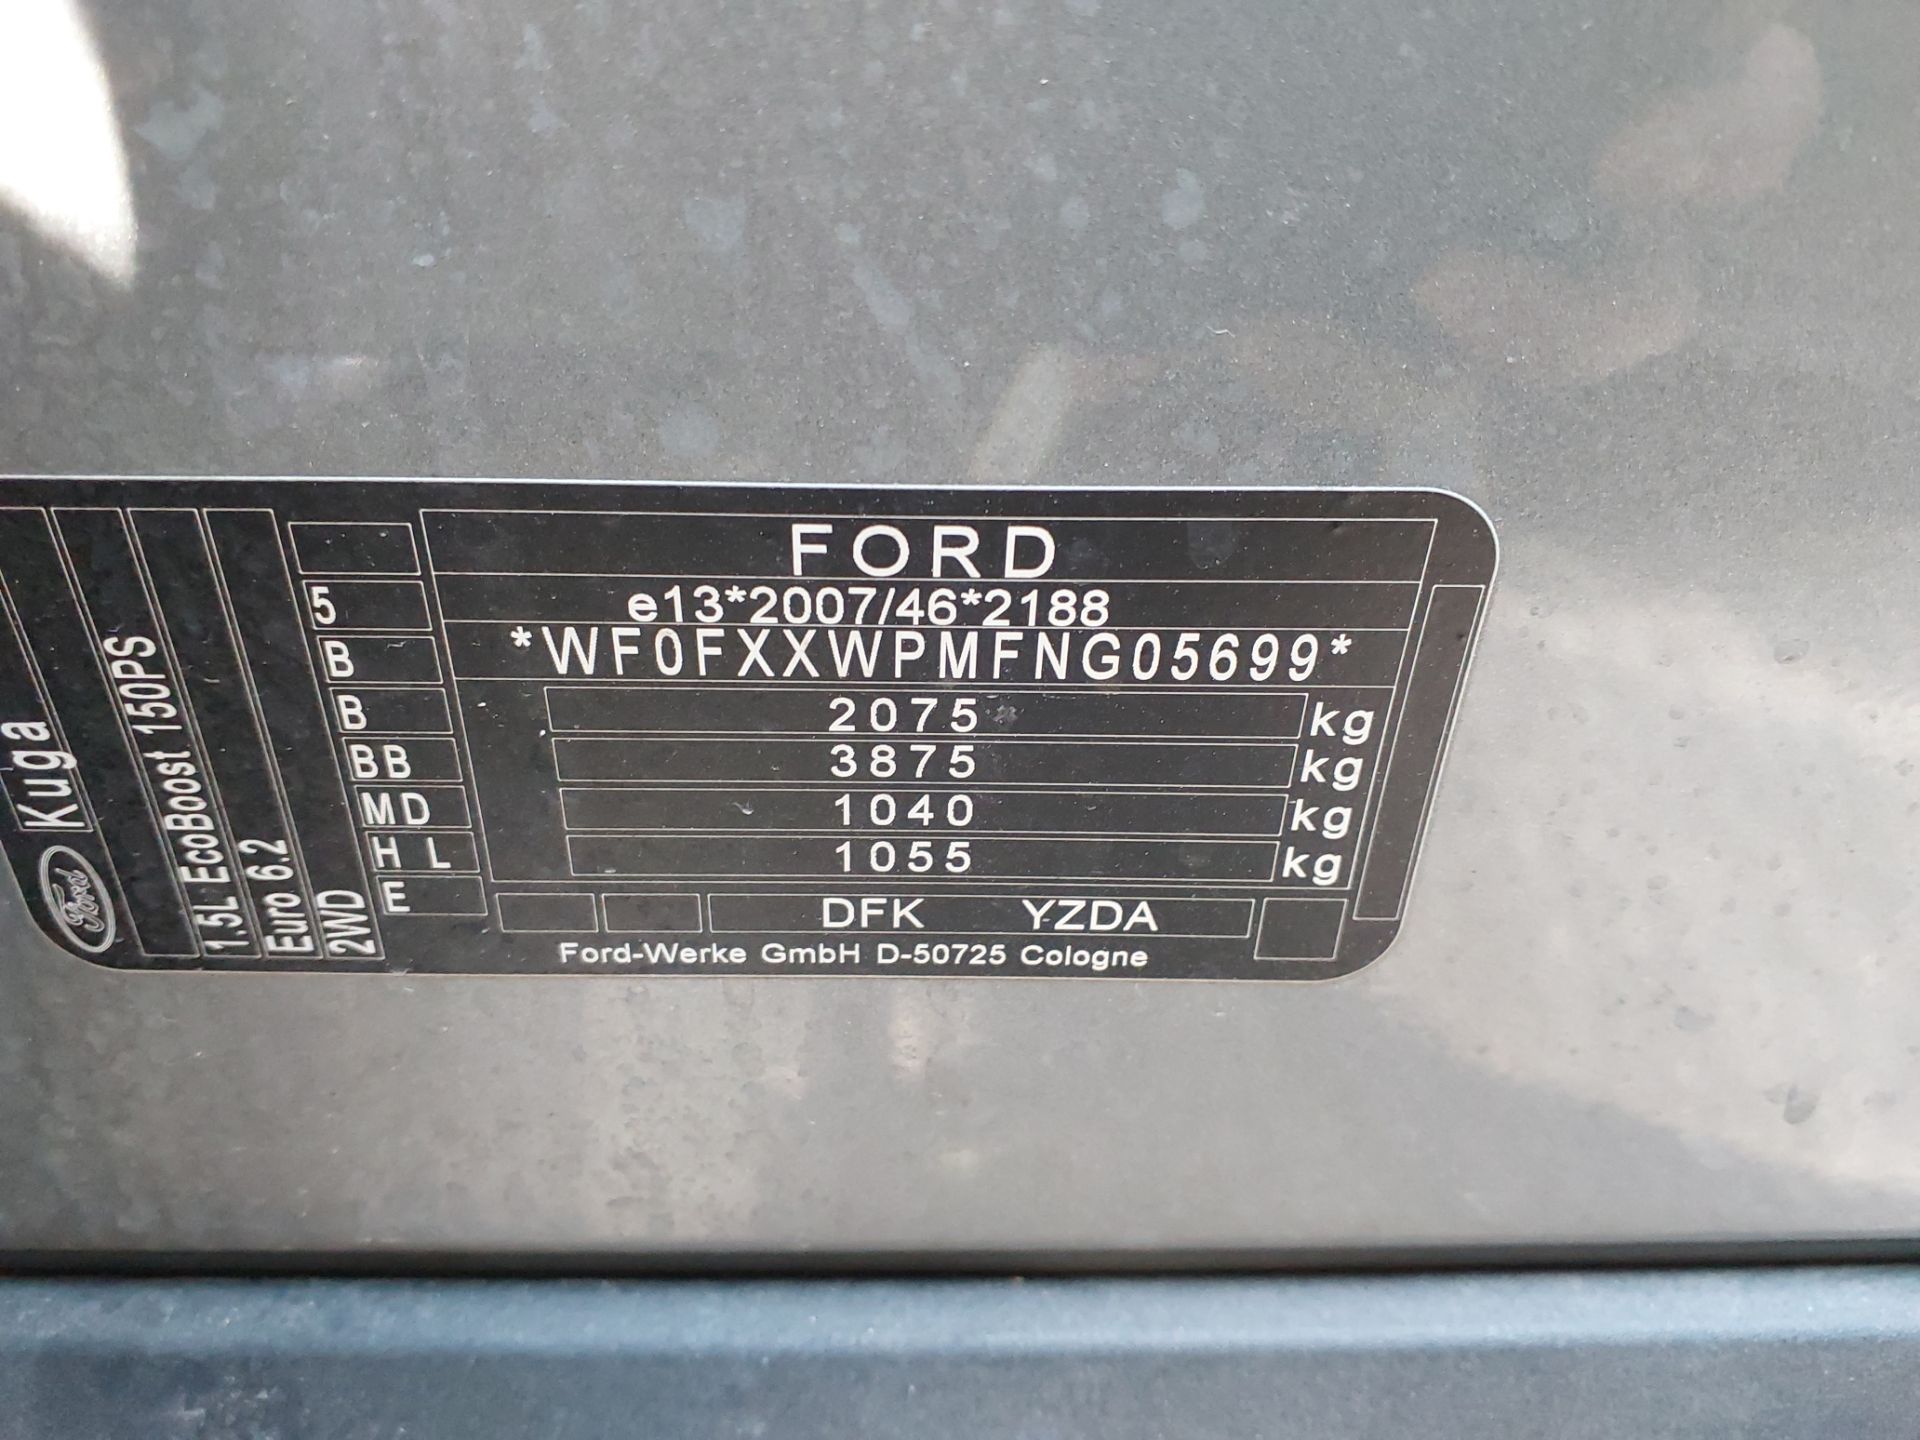 FORD
e13*2007/46*2188
*WF0FXXWPMFNG05699*
2075 kg
3875 kg
1040 kg
1055 kg
DFK YZDA
Ford-Werke GmbH D-50725 Cologne
5
B
B
BB
MD
H L
E
Ford Kuga
1.5L EcoBoost 150PS
Euro 6.2
2WD